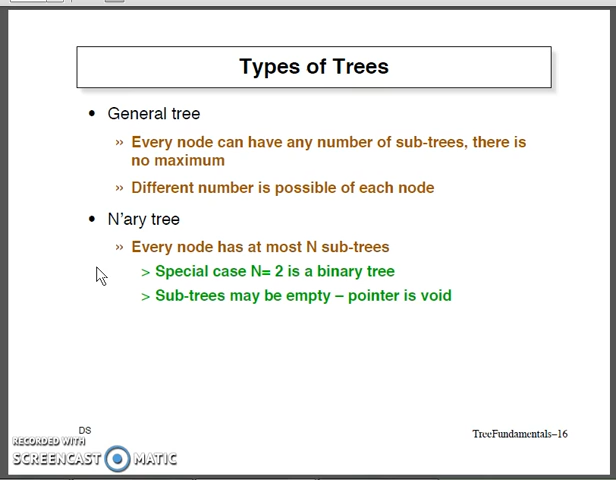 Types of Trees
• General tree
» Every node can have any number of sub-trees, there is
no maximum
» Different number is possible of each node
• N'ary tree
» Every node has at most N sub-trees
> Special case N= 2 is a binary tree
> Sub-trees may be empty – pointer is void
DS
TreeFundamentals–16
RECORDED WITH
SCREENCAST MATIC